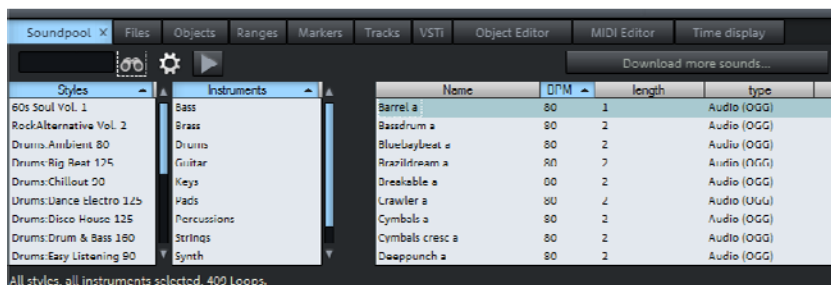 Soundpool x Files Objects Ranges Markers Tracks VSTi Object Editor MIDI Editor Time display
Download more sounds...
Styles Instruments Name BPM length type
60s Soul Vol. 1 Bass Barrel a 80 1 Audio (OGG)
RockAlternative Vol. 2 Brass Bassdrum a 80 2 Audio (OGG)
Drums:Ambient 80 Drums Bluebaybeat a 80 2 Audio (OGG)
Drums:Big Beat 125 Guitar Brazildream a 80 2 Audio (OGG)
Drums:Chillout 90 Keys Breakable a 80 2 Audio (OGG)
Drums:Dance Electro 125 Pads Crawler a 80 2 Audio (OGG)
Drums:Disco House 125 Percussions Cymbals a 80 2 Audio (OGG)
Drums:Drum & Bass 160 Strings Cymbals cresc a 80 2 Audio (OGG)
Drums:Easy Listening 90 Synth Deeppunch a 80 2 Audio (OGG)
All styles, all instruments selected, 409 Loops.